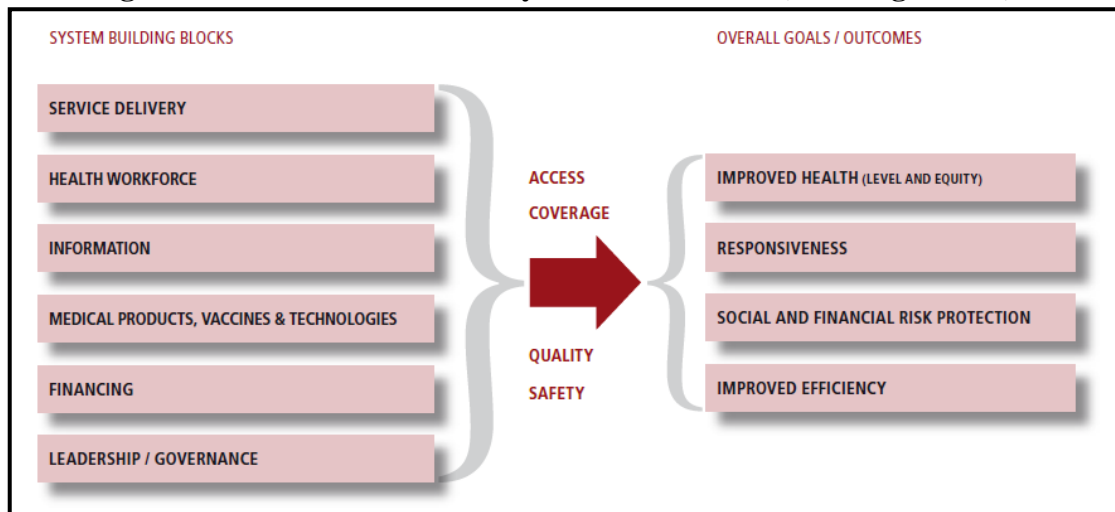 SYSTEM BUILDING BLOCKS
SERVICE DELIVERY
HEALTH WORKFORCE
INFORMATION
MEDICAL PRODUCTS, VACCINES & TECHNOLOGIES
FINANCING
LEADERSHIP / GOVERNANCE
ACCESS
COVERAGE
QUALITY
SAFETY
OVERALL GOALS / OUTCOMES
IMPROVED HEALTH (LEVEL AND EQUITY)
RESPONSIVENESS
SOCIAL AND FINANCIAL RISK PROTECTION
IMPROVED EFFICIENCY